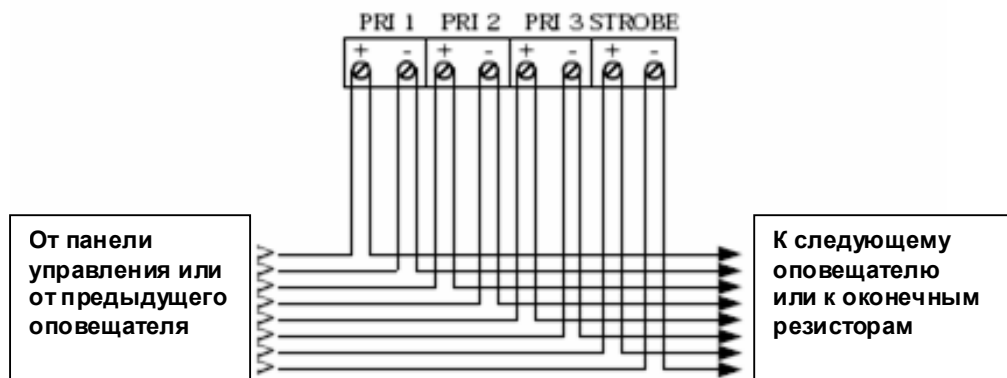 PRI 1 PRI 2 PRI 3 STROBE
+ - + - + - + -
От панели
управления или
от предыдущего
оповещателя
К следующему
оповещателю
или к оконечным
резисторам